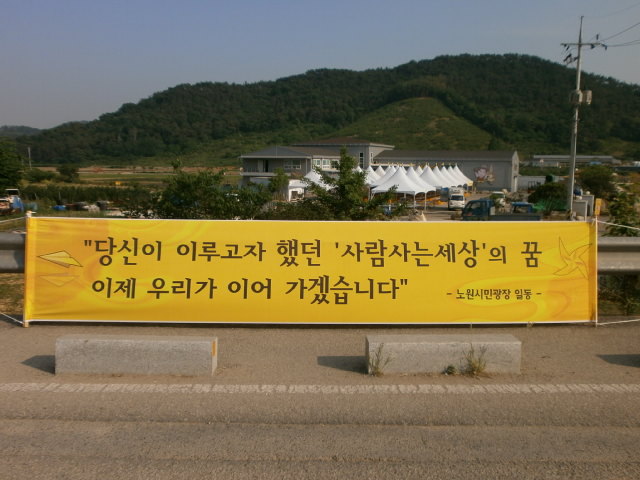 "당신이 이루고자 했던 '사람사는세상'의 꿈
이제 우리가 이어 가겠습니다"
- 노원시민광장 일동 -